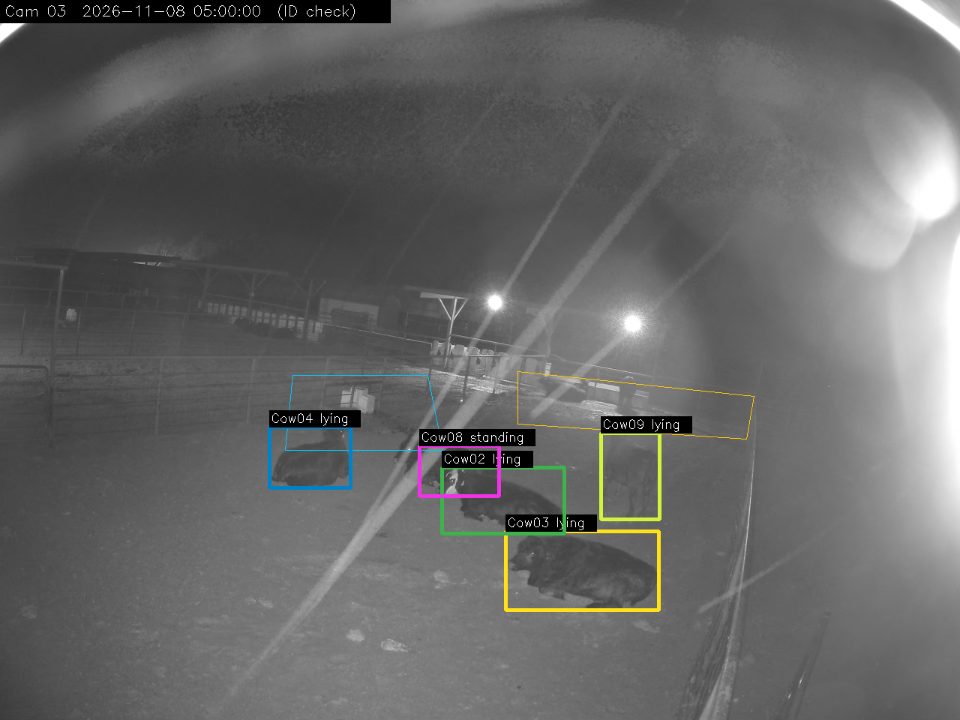 Cam 03 2026-11-08 05:00:00 (ID check)
Cow04 lying
Cow09 lying
Cow08 standing
Cow02 lying
Cow03 lying